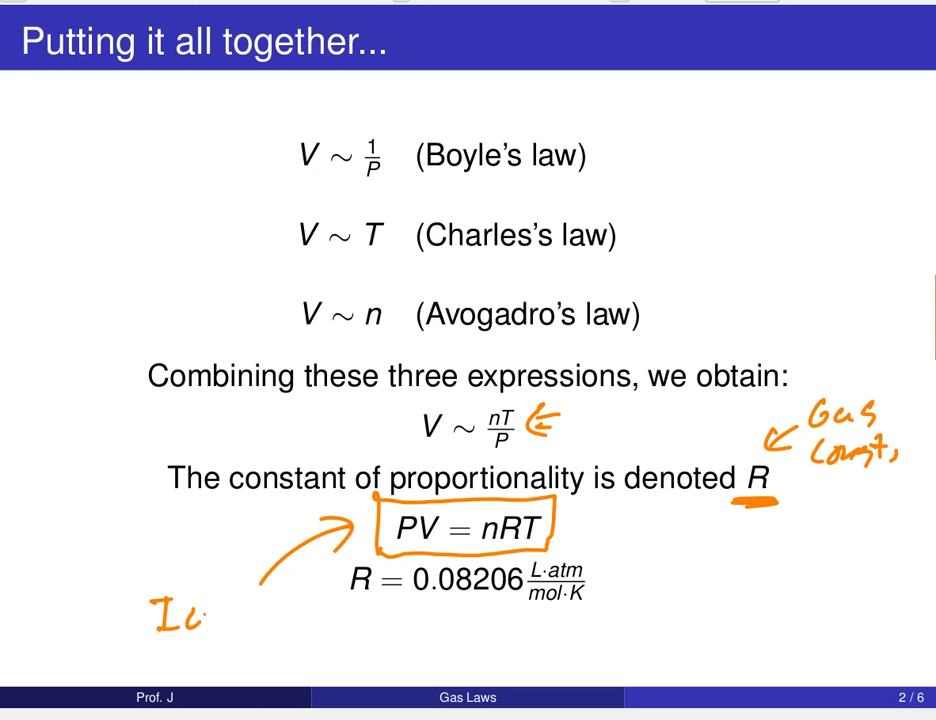 Putting it all together...
V ∼ 1/P (Boyle's law)
V ∼ T (Charles's law)
V ∼ n (Avogadro's law)
Combining these three expressions, we obtain:
V ∼ nT/P
Gas
Const,
The constant of proportionality is denoted R
PV = nRT
R = 0.08206 L·atm/mol·K
Prof. J Gas Laws 2 / 6